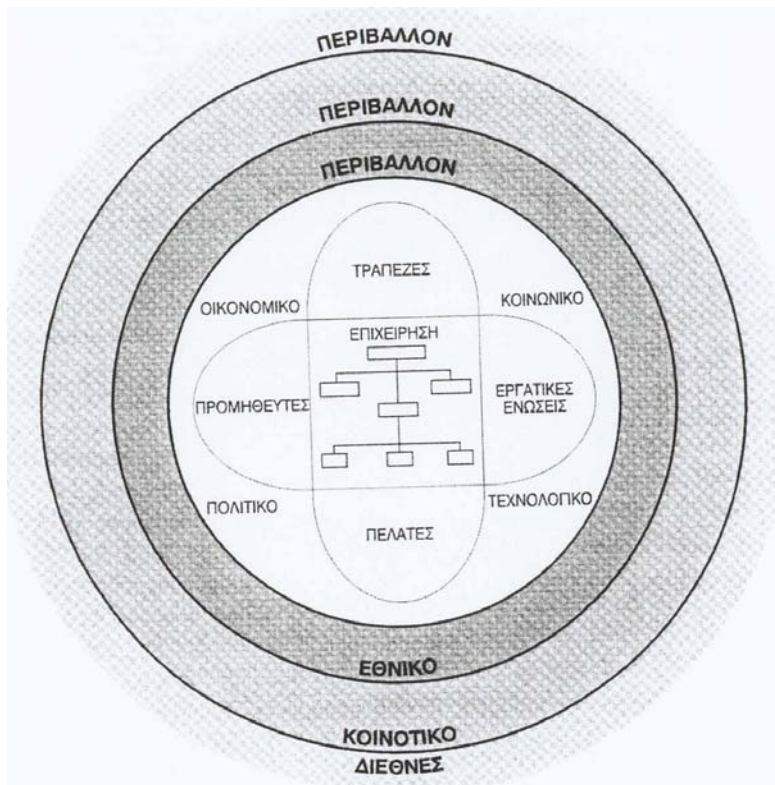 ΠΕΡΙΒΑΛΛΟΝ
ΠΕΡΙΒΑΛΛΟΝ
ΠΕΡΙΒΑΛΛΟΝ
ΤΡΑΠΕΖΕΣ
ΟΙΚΟΝΟΜΙΚΟ
ΚΟΙΝΩΝΙΚΟ
ΕΠΙΧΕΙΡΗΣΗ
ΠΡΟΜΗΘΕΥΤΕΣ
ΕΡΓΑΤΙΚΕΣ
ΕΝΩΣΕΙΣ
ΠΟΛΙΤΙΚΟ
ΤΕΧΝΟΛΟΓΙΚΟ
ΠΕΛΑΤΕΣ
ΕΘΝΙΚΟ
ΚΟΙΝΟΤΙΚΟ
ΔΙΕΘΝΕΣ